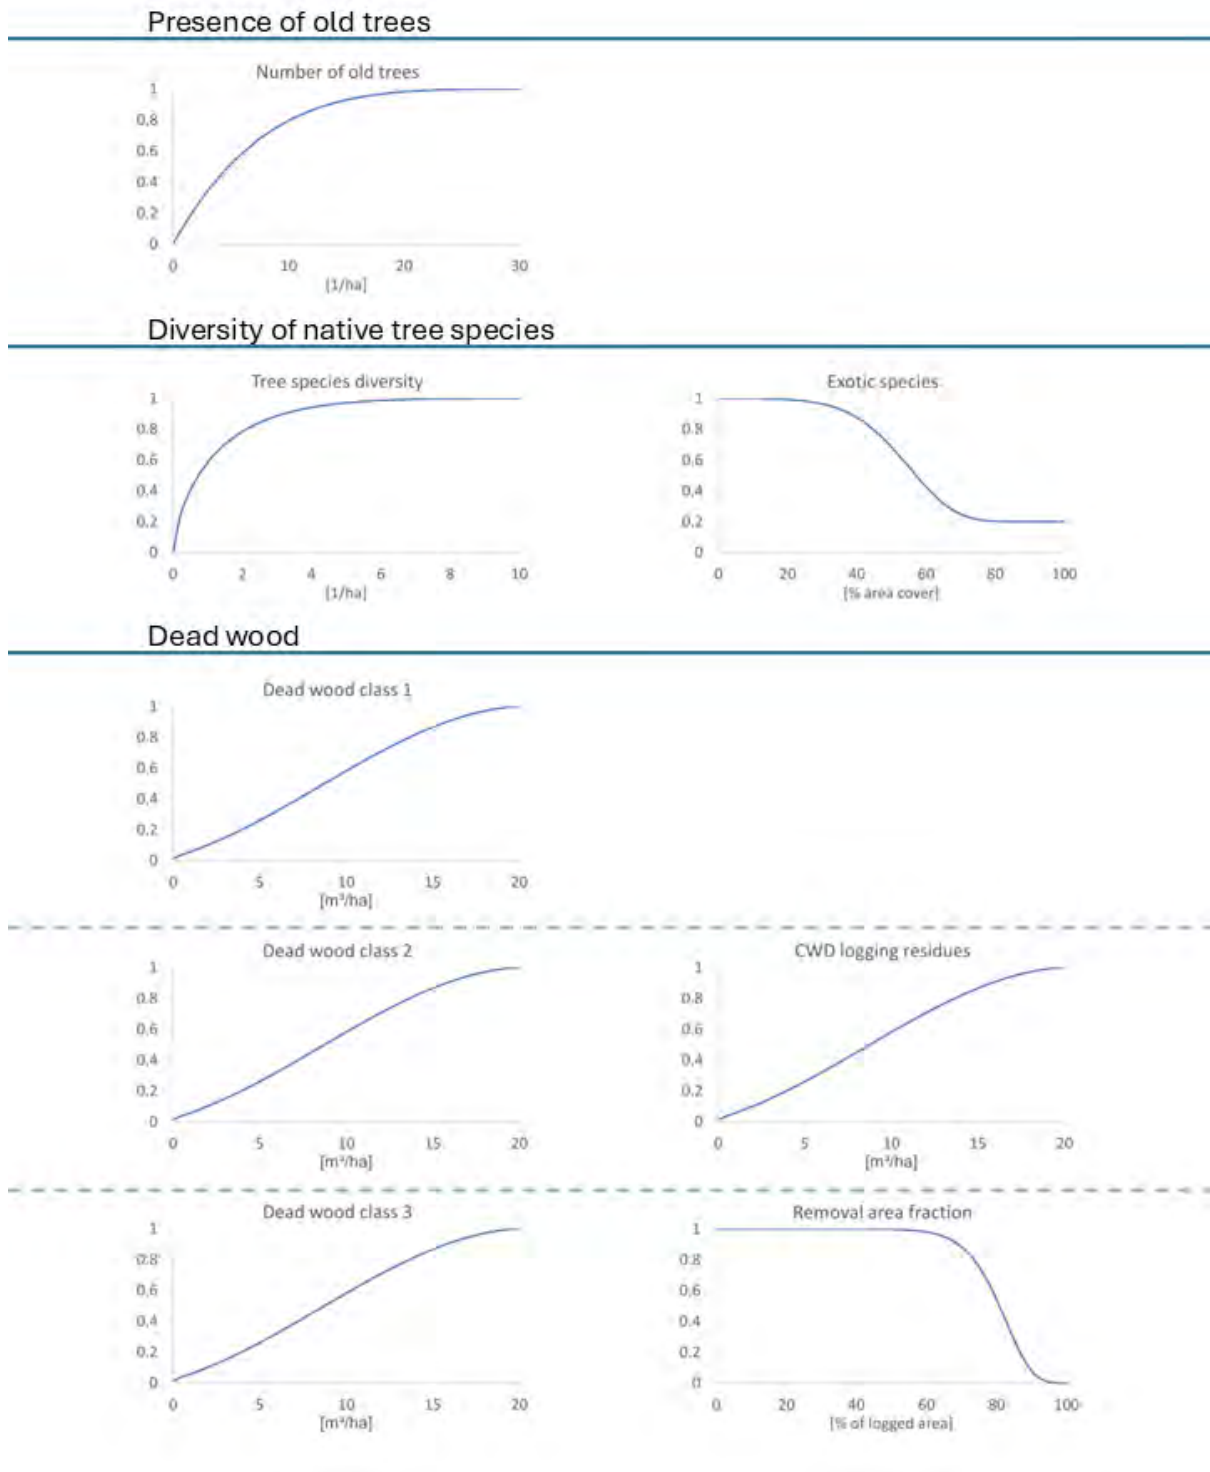 Presence of old trees
Number of old trees
1
0.8
0.6
0.4
0.2
0
0 10 20 30
[1/ha]
Diversity of native tree species
Tree species diversity
1
0.8
0.6
0.4
0.2
0
0 2 4 6 8 10
[1/ha]
Exotic species
1
0.8
0.6
0.4
0.2
0
0 20 40 60 80 100
[% area cover]
Dead wood
Dead wood class 1
1
0.8
0.6
0.4
0.2
0
0 5 10 15 20
[m³/ha]
Dead wood class 2
1
0.8
0.6
0.4
0.2
0
0 5 10 15 20
[m³/ha]
CWD logging residues
1
0.8
0.6
0.4
0.2
0
0 5 10 15 20
[m³/ha]
Dead wood class 3
1
0.8
0.6
0.4
0.2
0
0 5 10 15 20
[m³/ha]
Removal area fraction
1
0.8
0.6
0.4
0.2
0
0 20 40 60 80 100
[% of logged area]